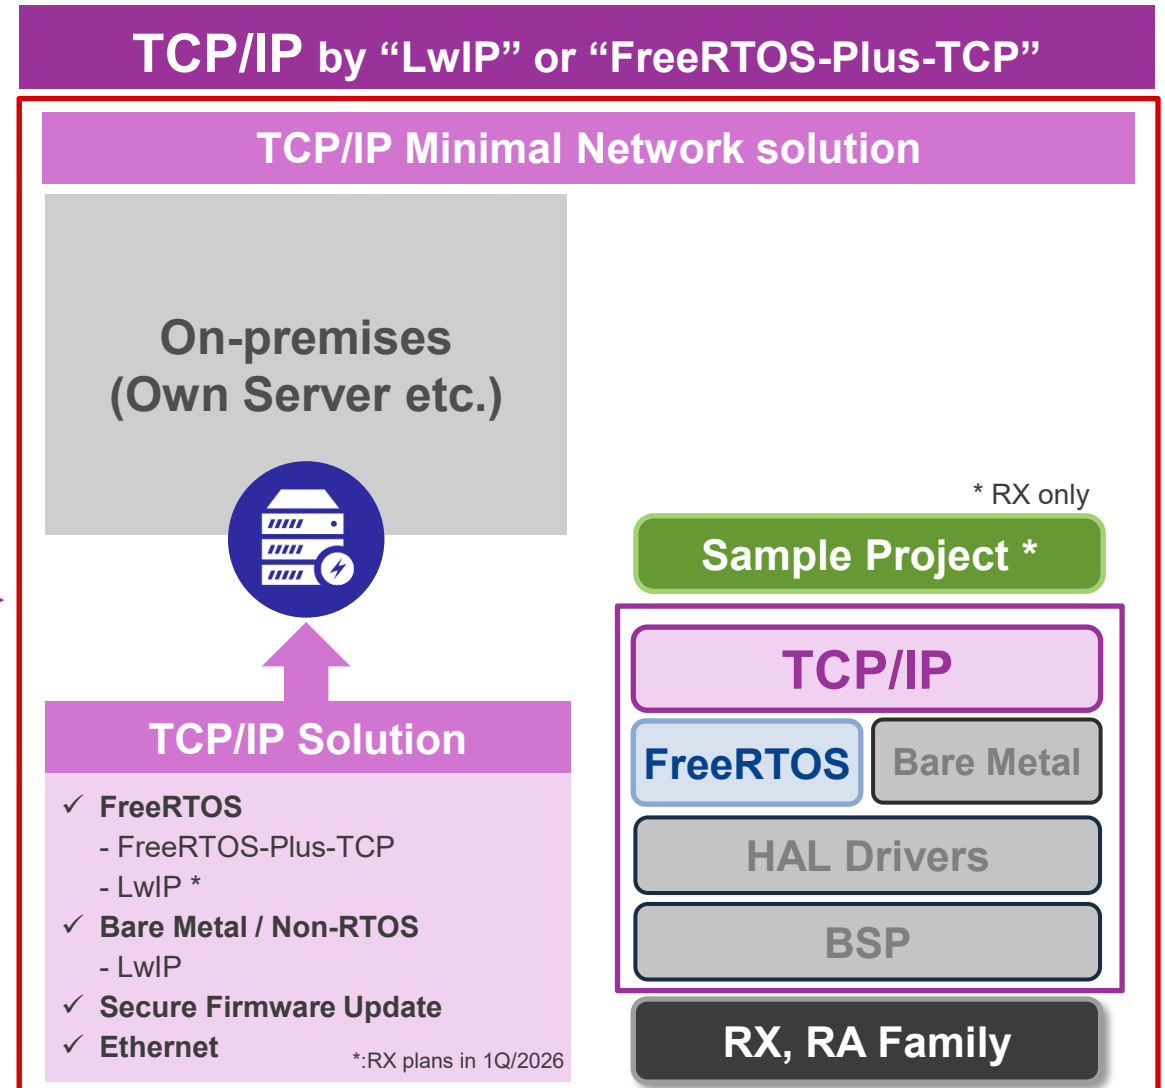 TCP/IP by “LwIP” or “FreeRTOS-Plus-TCP”
TCP/IP Minimal Network solution
On-premises
(Own Server etc.)
TCP/IP Solution
✓ FreeRTOS
- FreeRTOS-Plus-TCP
- LwIP *
✓ Bare Metal / Non-RTOS
- LwIP
✓ Secure Firmware Update
✓ Ethernet
*:RX plans in 1Q/2026
* RX only
Sample Project *
TCP/IP
FreeRTOS
Bare Metal
HAL Drivers
BSP
RX, RA Family